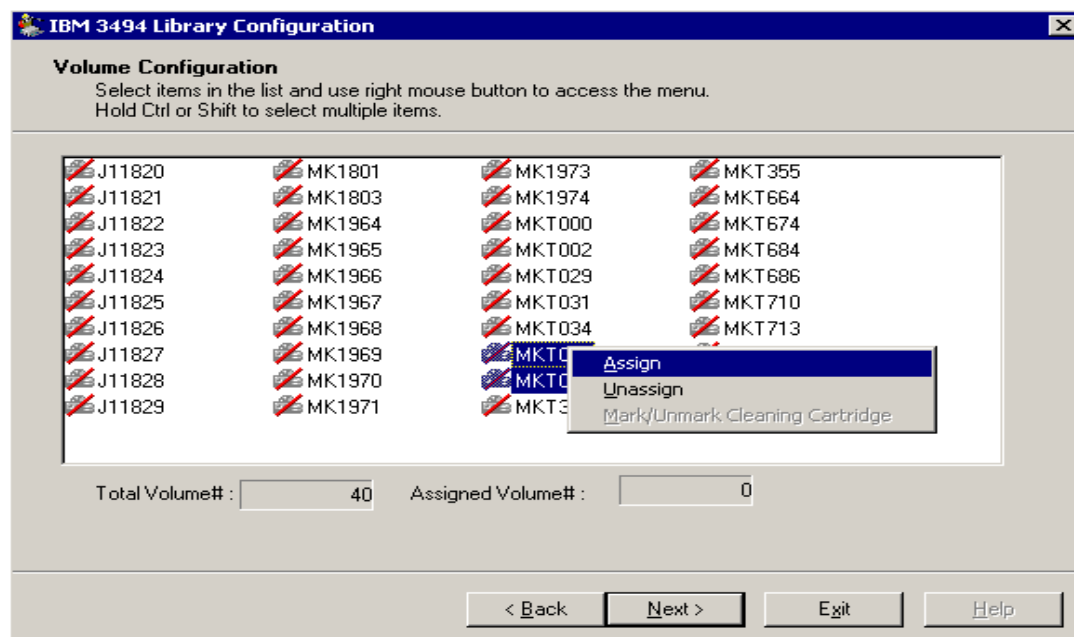 IBM 3494 Library Configuration
Volume Configuration
Select items in the list and use right mouse button to access the menu.
Hold Ctrl or Shift to select multiple items.
J11820 MK1801 MK1973 MKT355
J11821 MK1803 MK1974 MKT664
J11822 MK1964 MKT000 MKT674
J11823 MK1965 MKT002 MKT684
J11824 MK1966 MKT029 MKT686
J11825 MK1967 MKT031 MKT710
J11826 MK1968 MKT034 MKT713
J11827 MK1969
J11828 MK1970
J11829 MK1971
Assign
Unassign
Mark/Unmark Cleaning Cartridge
Total Volume# : 40 Assigned Volume# : 0
< Back Next > Exit Help